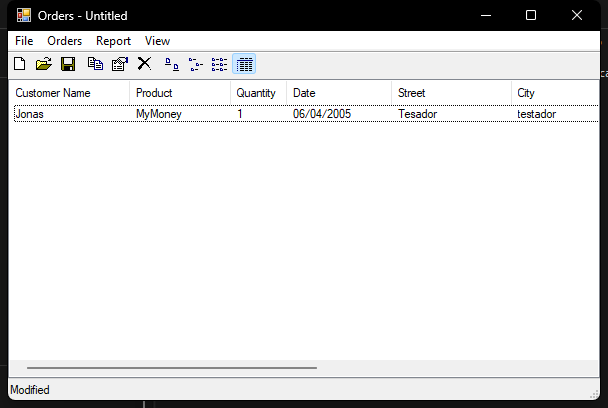 Orders - Untitled
File Orders Report View
Customer Name Product Quantity Date Street City
Jonas MyMoney 1 06/04/2005 Tesador testador
Modified